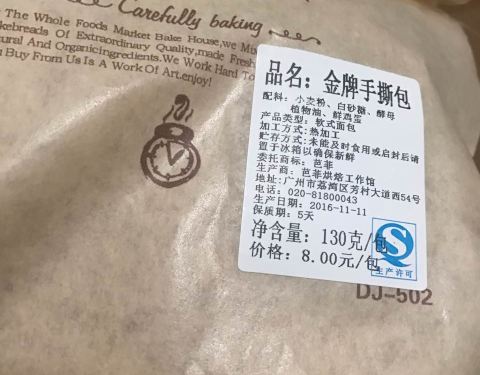 Carefully baking
The Whole Foods Market Bake House,we
kebreads Of Extraordinary Quality,made Fresh
ural And Organicingredients.We Work Hard To
Buy From Us Is A Work Of Art.enjoy!
品名：金牌手撕包
配料：小麦粉、白砂糖、酵母
植物油、鲜鸡蛋
产品类型：软式面包
加工方式：热加工
贮存方式：未能及时食用或启封后请
置于冰箱以确保新鲜
委托商标：芭菲
生产商：芭菲烘焙工作馆
地址：广州市荔湾区芳村大道西54号
电话：020-81800043
生产日期：2016-11-11
保质期：5天
净含量：130克/包
价格：8.00元/包
生产许可
DJ-502